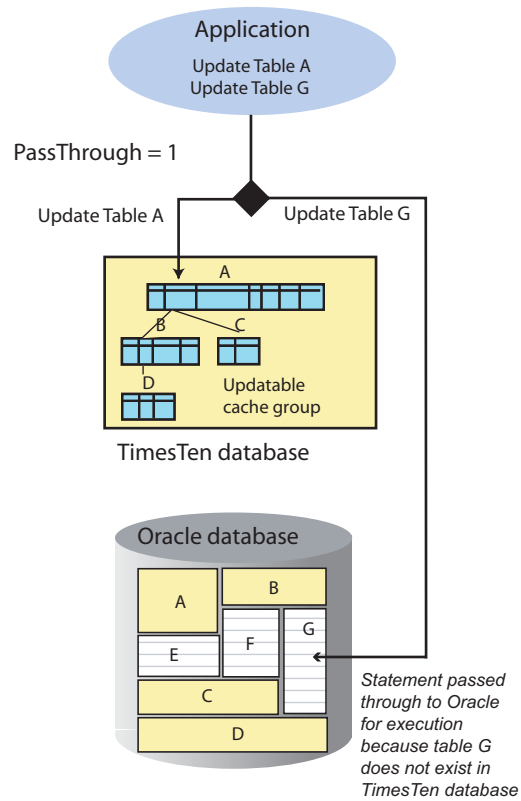 Application
Update Table A
Update Table G
PassThrough = 1
Update Table A
Update Table G
A
B
C
D
Updatable
cache group
TimesTen database
Oracle database
A
B
E
F
G
C
D
Statement passed
through to Oracle
for execution
because table G
does not exist in
TimesTen database